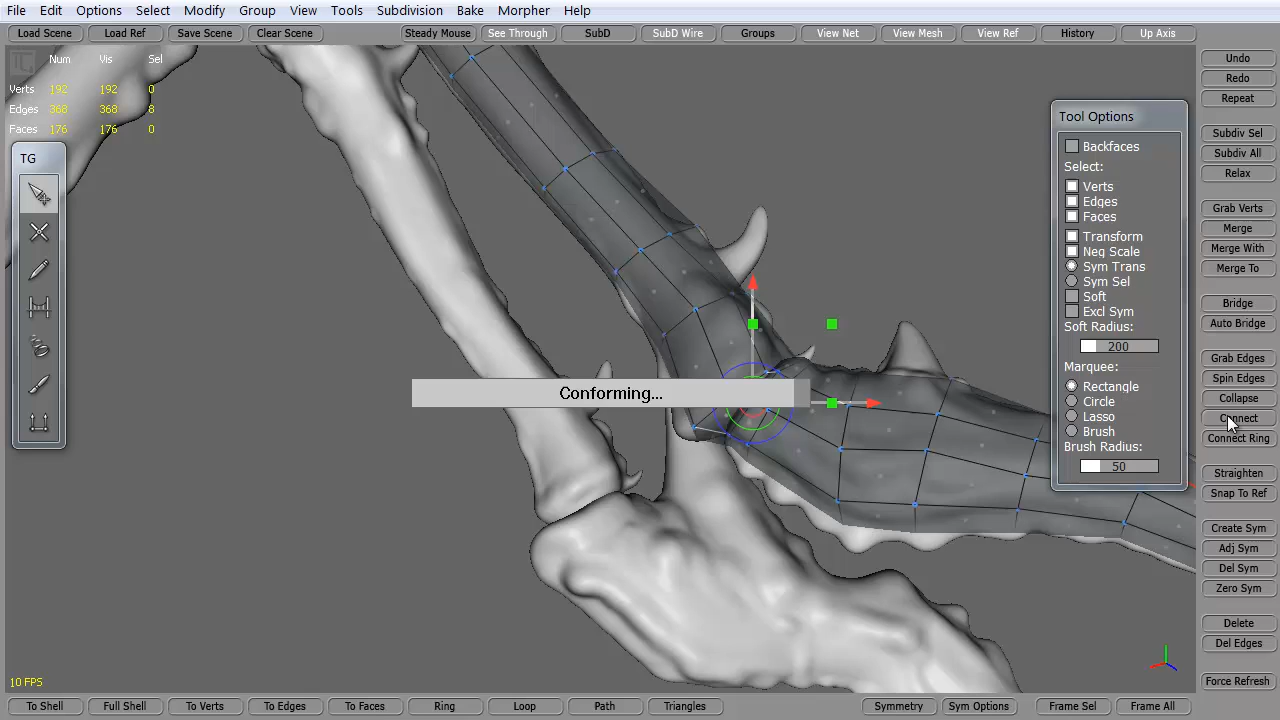 File Edit Options Select Modify Group View Tools Subdivision Bake Morpher Help
Load Scene Load Ref Save Scene Clear Scene Steady Mouse See Through SubD SubD Wire Groups View Net View Mesh View Ref History Up Axis
Num Vis Sel
Verts 192 192 0
Edges 368 368 8
Faces 176 176 0
TG
Tool Options
Backfaces
Select:
Verts
Edges
Faces
Transform
Neg Scale
Sym Trans
Sym Sel
Soft
Excl Sym
Soft Radius:
200
Marquee:
Rectangle
Circle
Lasso
Brush
Brush Radius:
50
Conforming...
Undo
Redo
Repeat
Subdiv Sel
Subdiv All
Relax
Grab Verts
Merge
Merge With
Merge To
Bridge
Auto Bridge
Grab Edges
Spin Edges
Collapse
Connect
Connect Ring
Straighten
Snap To Ref
Create Sym
Adj Sym
Del Sym
Zero Sym
Delete
Del Edges
Force Refresh
10 FPS
To Shell Full Shell To Verts To Edges To Faces Ring Loop Path Triangles Symmetry Sym Options Frame Sel Frame All